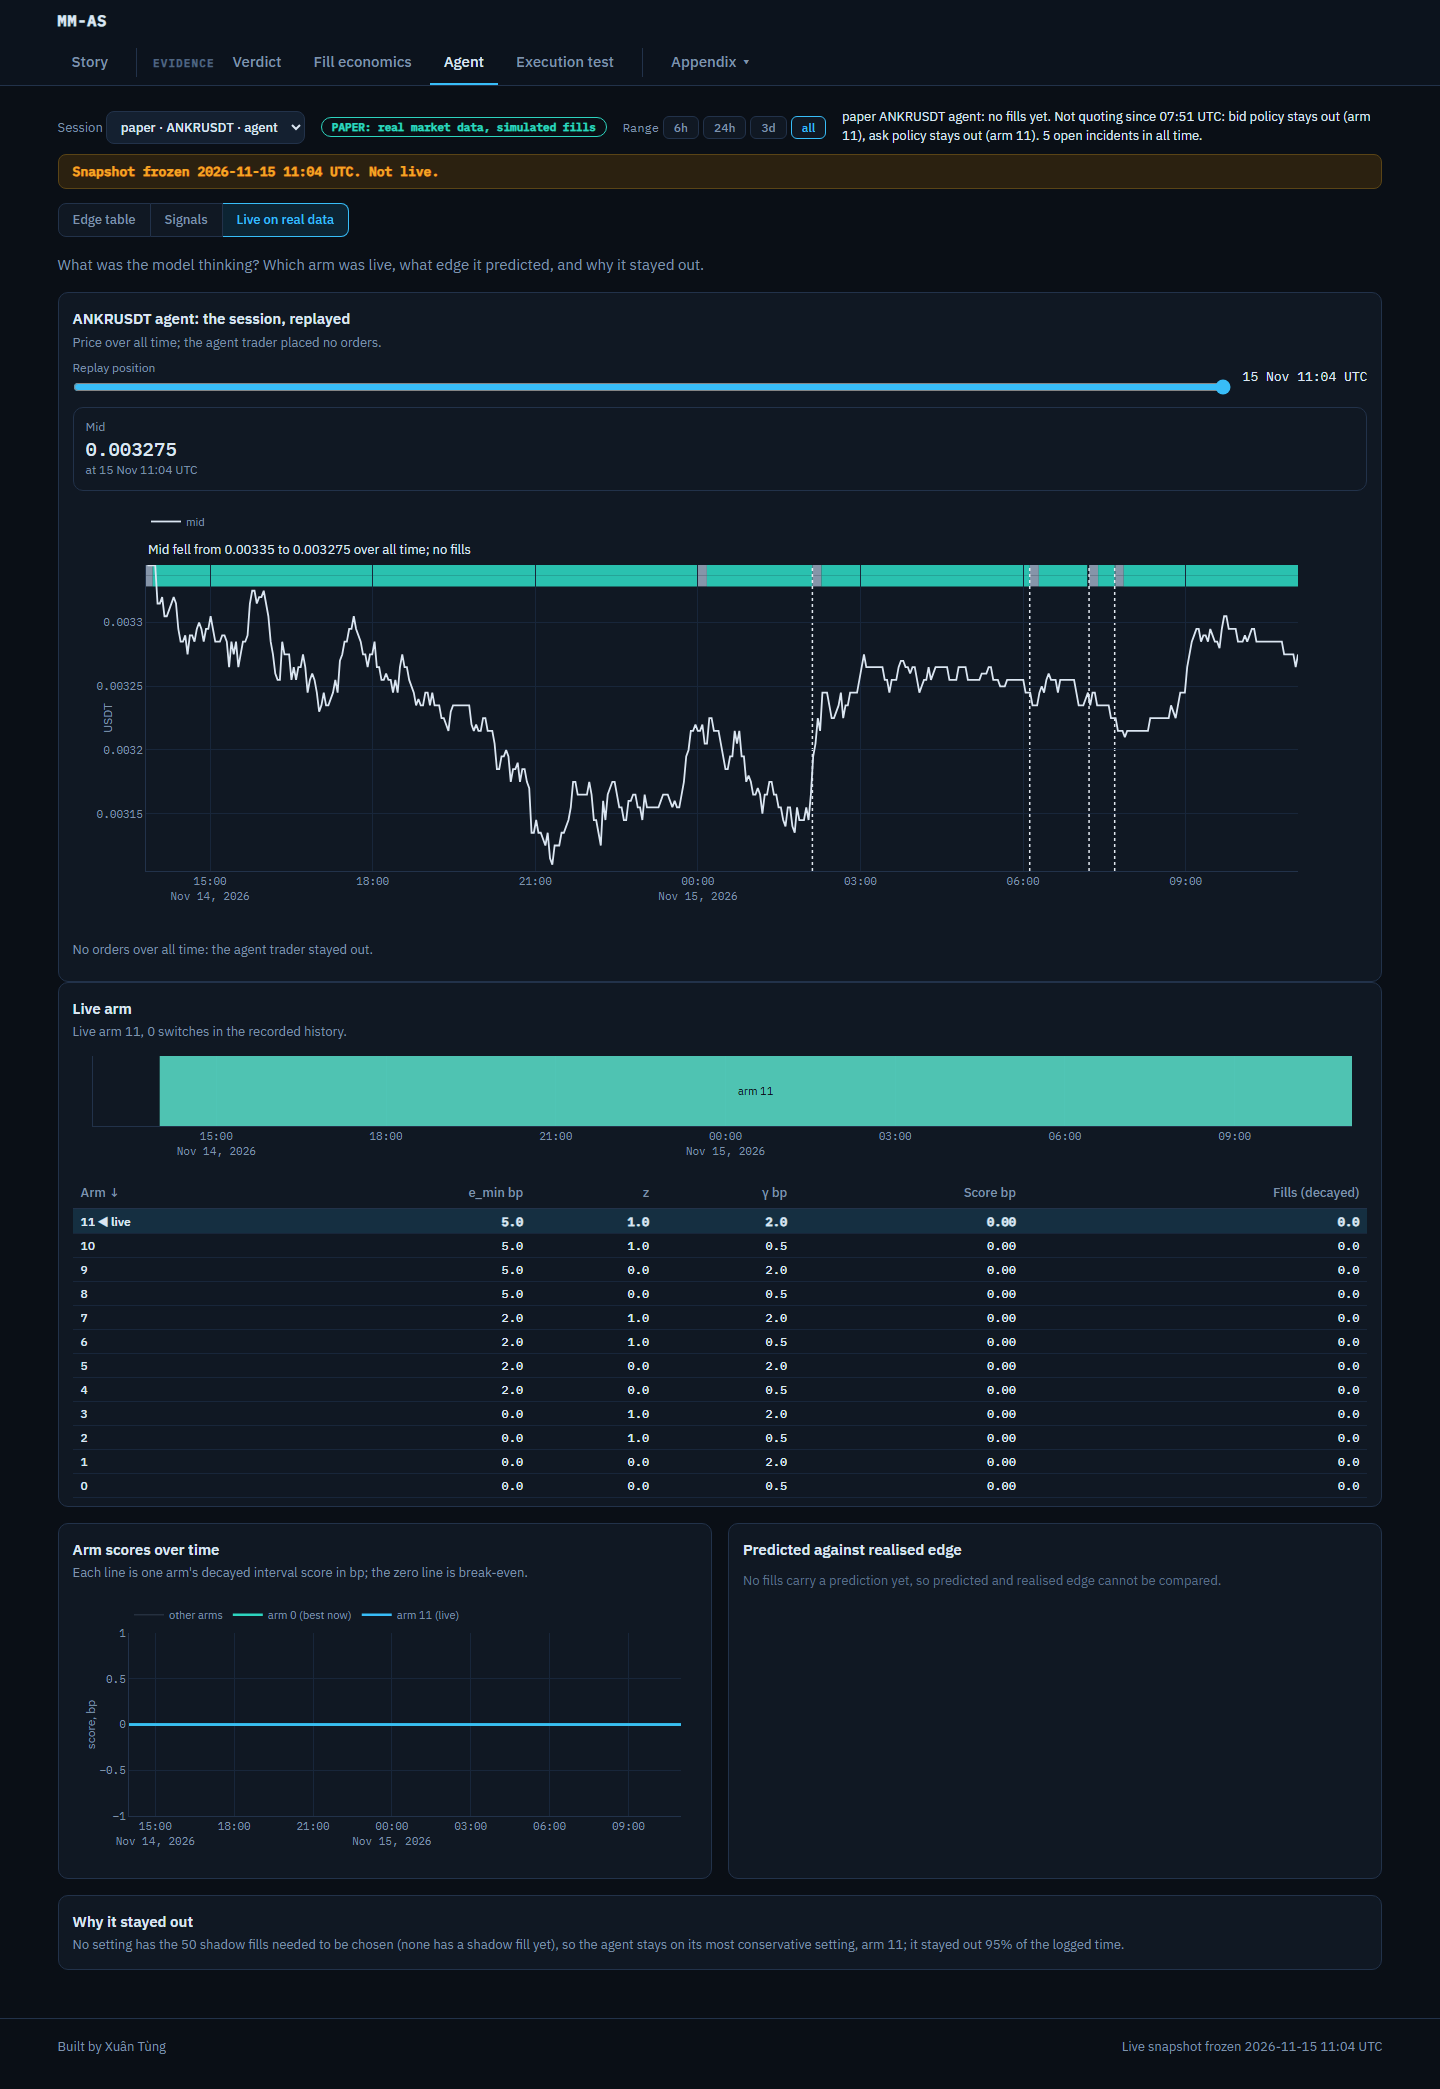 MM-AS
Story EVIDENCE Verdict Fill economics Agent Execution test Appendix ▾
Session paper · ANKRUSDT · agent PAPER: real market data, simulated fills Range 6h 24h 3d all
paper ANKRUSDT agent: no fills yet. Not quoting since 07:51 UTC: bid policy stays out (arm
11), ask policy stays out (arm 11). 5 open incidents in all time.
Snapshot frozen 2026-11-15 11:04 UTC. Not live.
Edge table Signals Live on real data
What was the model thinking? Which arm was live, what edge it predicted, and why it stayed out.
ANKRUSDT agent: the session, replayed
Price over all time; the agent trader placed no orders.
Replay position
15 Nov 11:04 UTC
Mid
0.003275
at 15 Nov 11:04 UTC
mid
Mid fell from 0.00335 to 0.003275 over all time; no fills
0.0033
0.00325
USDT
0.0032
0.00315
15:00 18:00 21:00 00:00 03:00 06:00 09:00
Nov 14, 2026 Nov 15, 2026
No orders over all time: the agent trader stayed out.
Live arm
Live arm 11, 0 switches in the recorded history.
arm 11
15:00 18:00 21:00 00:00 03:00 06:00 09:00
Nov 14, 2026 Nov 15, 2026
Arm ↓ e_min bp z γ bp Score bp Fills (decayed)
11 ◀ live 5.0 1.0 2.0 0.00 0.0
10 5.0 1.0 0.5 0.00 0.0
9 5.0 0.0 2.0 0.00 0.0
8 5.0 0.0 0.5 0.00 0.0
7 2.0 1.0 2.0 0.00 0.0
6 2.0 1.0 0.5 0.00 0.0
5 2.0 0.0 2.0 0.00 0.0
4 2.0 0.0 0.5 0.00 0.0
3 0.0 1.0 2.0 0.00 0.0
2 0.0 1.0 0.5 0.00 0.0
1 0.0 0.0 2.0 0.00 0.0
0 0.0 0.0 0.5 0.00 0.0
Arm scores over time
Each line is one arm's decayed interval score in bp; the zero line is break-even.
other arms arm 0 (best now) arm 11 (live)
1
0.5
0
score, bp
−0.5
−1
15:00 18:00 21:00 00:00 03:00 06:00 09:00
Nov 14, 2026 Nov 15, 2026
Predicted against realised edge
No fills carry a prediction yet, so predicted and realised edge cannot be compared.
Why it stayed out
No setting has the 50 shadow fills needed to be chosen (none has a shadow fill yet), so the agent stays on its most conservative setting, arm 11; it stayed out 95% of the logged time.
Built by Xuân Tùng
Live snapshot frozen 2026-11-15 11:04 UTC